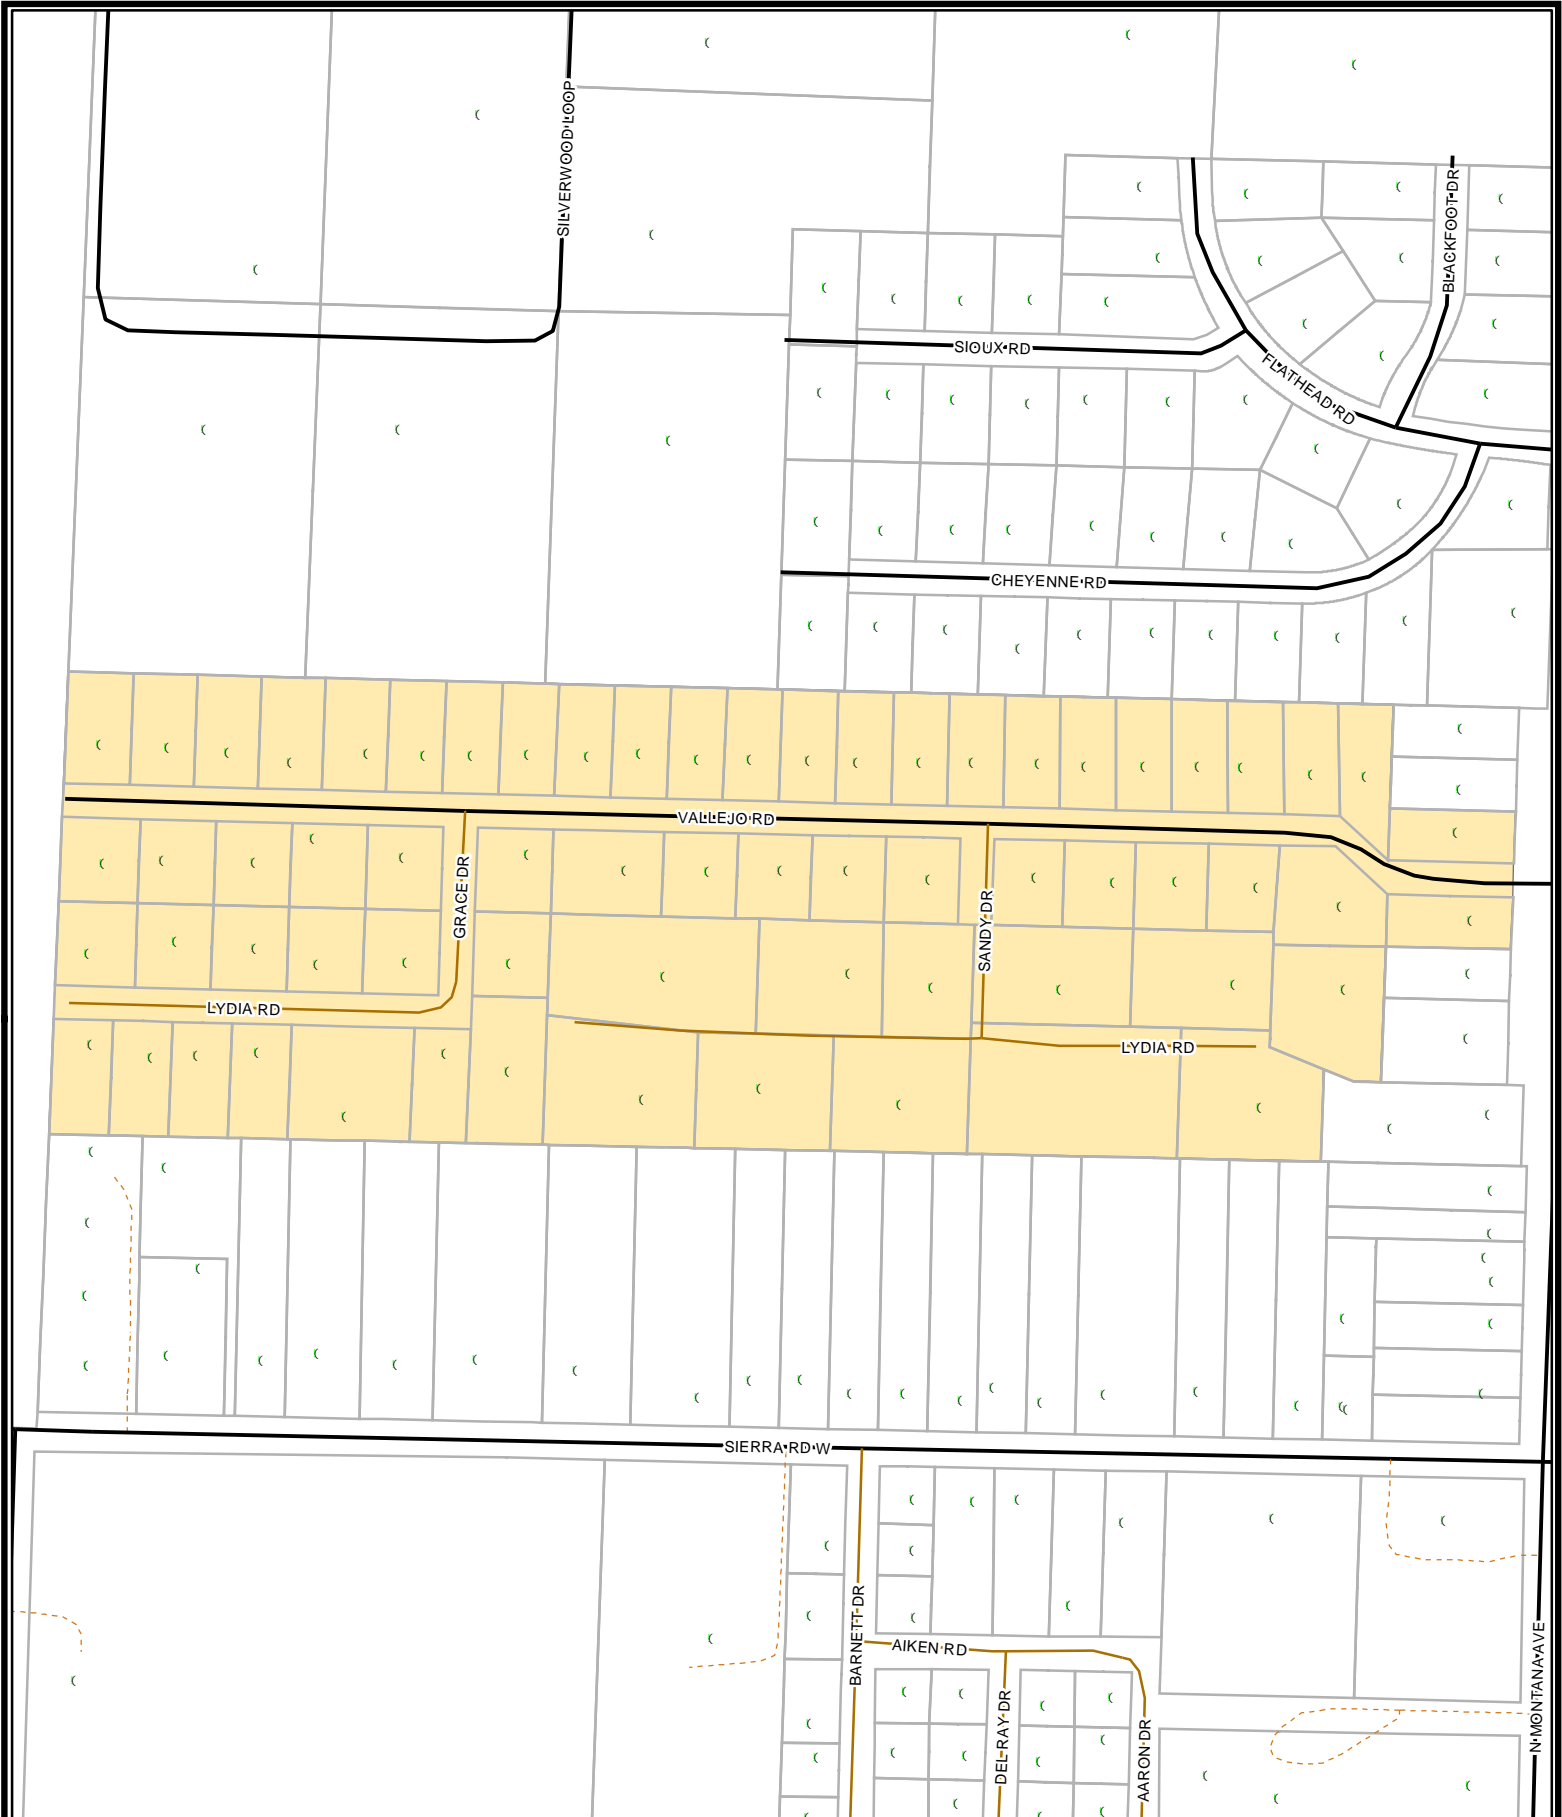 SILVERWOOD LOOP
BLACKFOOT DR
SIOUX RD
FLATHEAD RD
CHEYENNE RD
VALLEJO RD
GRACE DR
SANDY DR
LYDIA RD
LYDIA RD
SIERRA RD W
BARNETT DR
AIKEN RD
DEL RAY DR
AARON DR
N MONTANA AVE